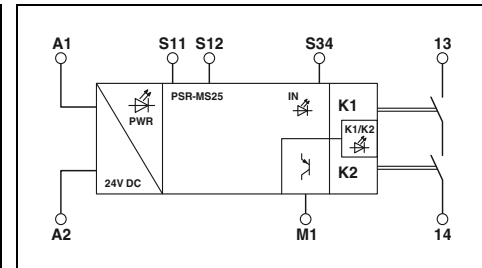 A1 S11 S12 S34 13
PSR-MS25 IN K1
PWR K1/K2
24V DC K2
A2 M1 14